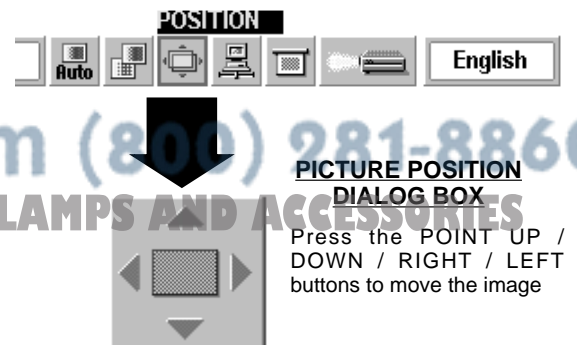 POSITION
Auto
English
m (800) 281-8860
PICTURE POSITION
DIALOG BOX
LAMPS AND ACCESSORIES
Press the POINT UP /
DOWN / RIGHT / LEFT
buttons to move the image